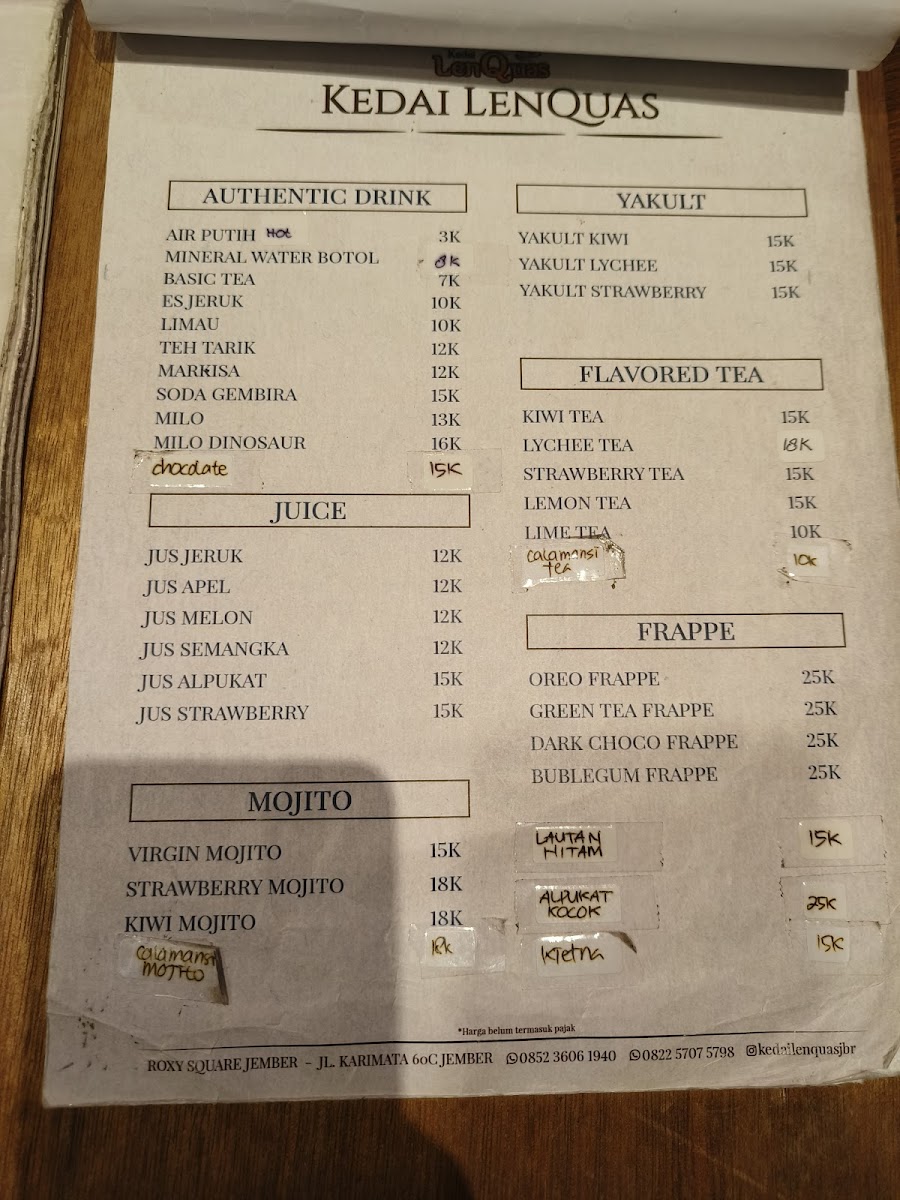 LenQuas
KEDAI LENQUAS
AUTHENTIC DRINK
AIR PUTIH Hot 3K
MINERAL WATER BOTOL 8K
BASIC TEA 7K
ES JERUK 10K
LIMAU 10K
TEH TARIK 12K
MARKISA 12K
SODA GEMBIRA 15K
MILO 13K
MILO DINOSAUR 16K
chocolate 15K
JUICE
JUS JERUK 12K
JUS APEL 12K
JUS MELON 12K
JUS SEMANGKA 12K
JUS ALPUKAT 15K
JUS STRAWBERRY 15K
MOJITO
VIRGIN MOJITO 15K
STRAWBERRY MOJITO 18K
KIWI MOJITO 18K
calamansi 18k
MOJITO
YAKULT
YAKULT KIWI 15K
YAKULT LYCHEE 15K
YAKULT STRAWBERRY 15K
FLAVORED TEA
KIWI TEA 15K
LYCHEE TEA 18K
STRAWBERRY TEA 15K
LEMON TEA 15K
LIME TEA 10K
calamansi 10k
tea
FRAPPE
OREO FRAPPE 25K
GREEN TEA FRAPPE 25K
DARK CHOCO FRAPPE 25K
BUBLEGUM FRAPPE 25K
LAUTAN 15K
HITAM
ALPUKAT 25K
KOCOK
kietna 15K
*Harga belum termasuk pajak
ROXY SQUARE JEMBER - JL. KARIMATA 60C JEMBER 0852 3606 1940 0822 5707 5798 kedailenquasjbr